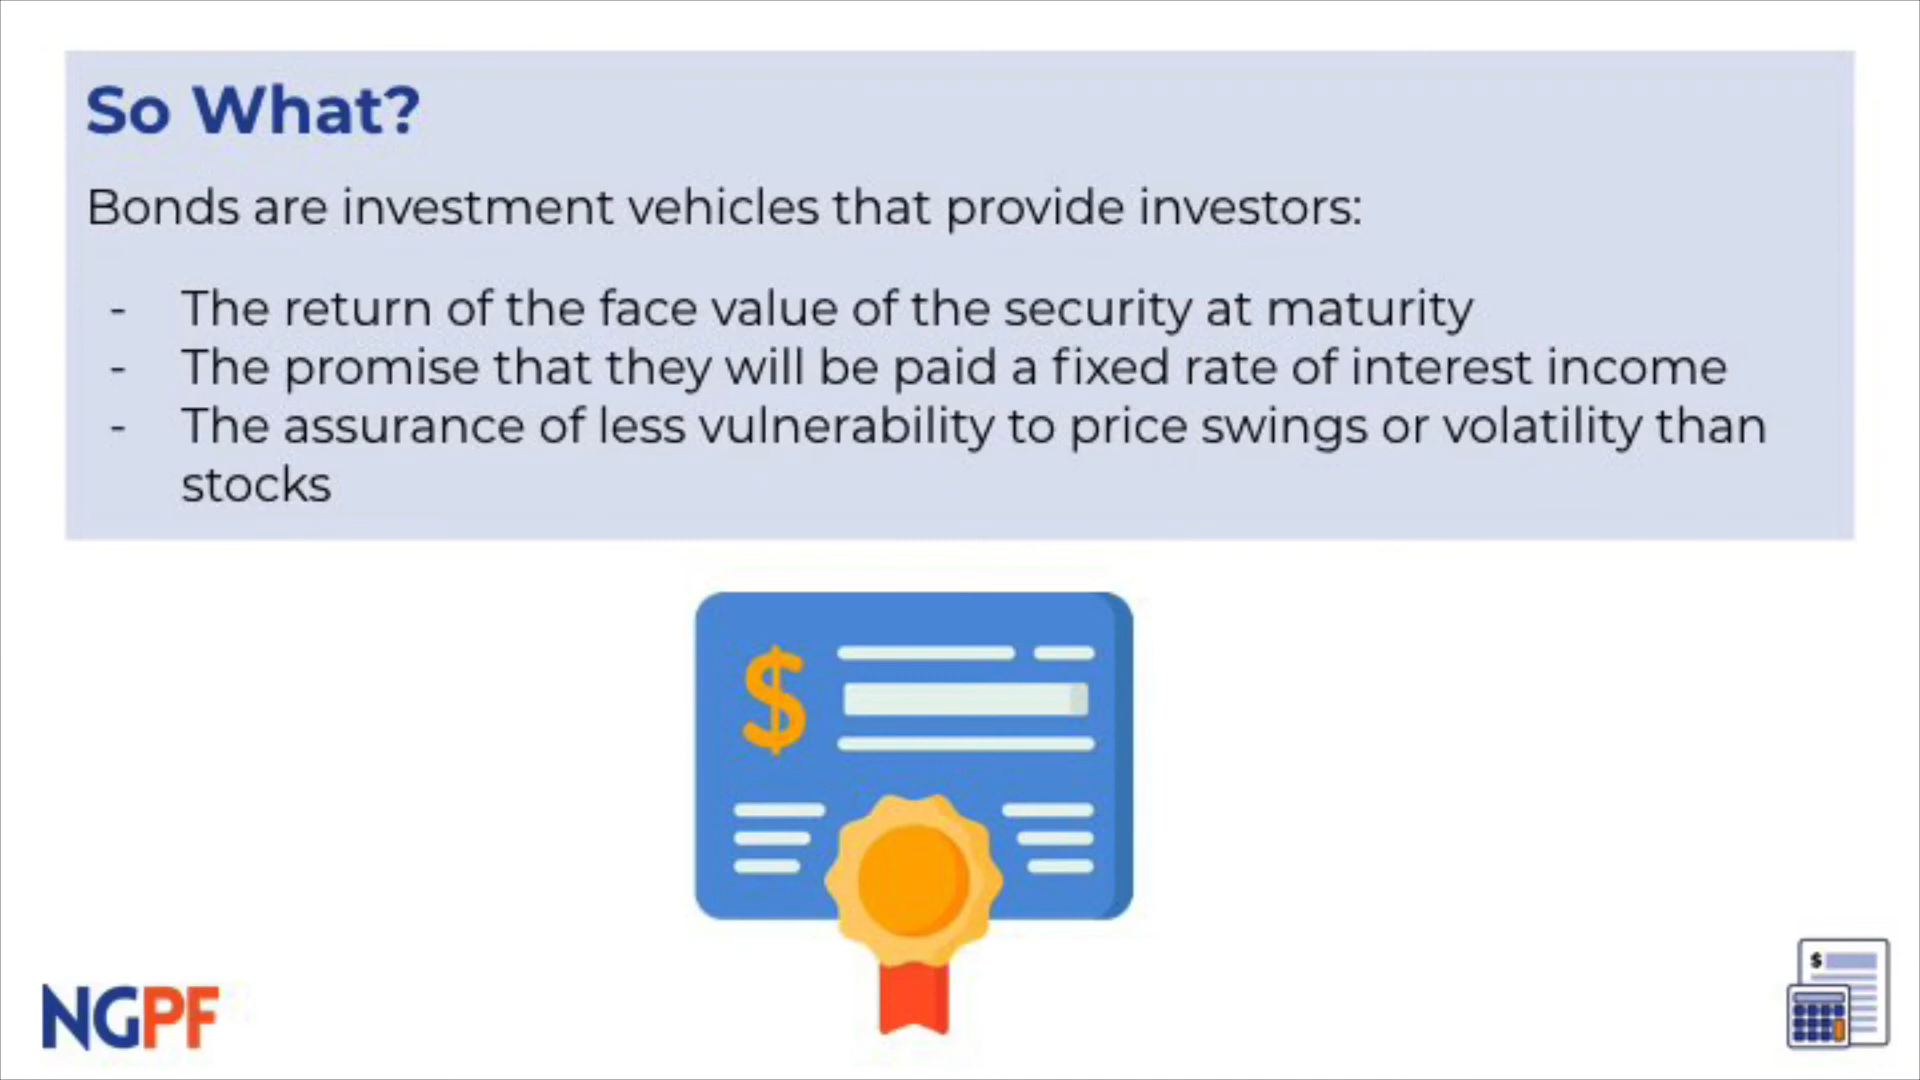 So What?
Bonds are investment vehicles that provide investors:
- The return of the face value of the security at maturity
- The promise that they will be paid a fixed rate of interest income
- The assurance of less vulnerability to price swings or volatility than
stocks
$
NGPF
$